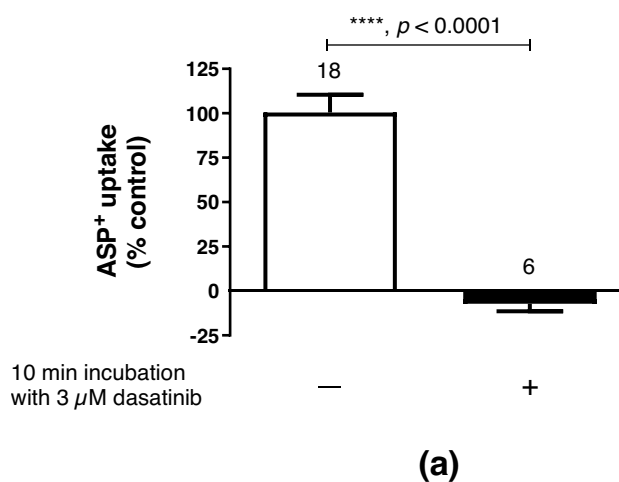 ****, p < 0.0001
18
6
125
100
75
50
25
0
-25
ASP+ uptake
(% control)
10 min incubation
with 3 µM dasatinib
— +
(a)